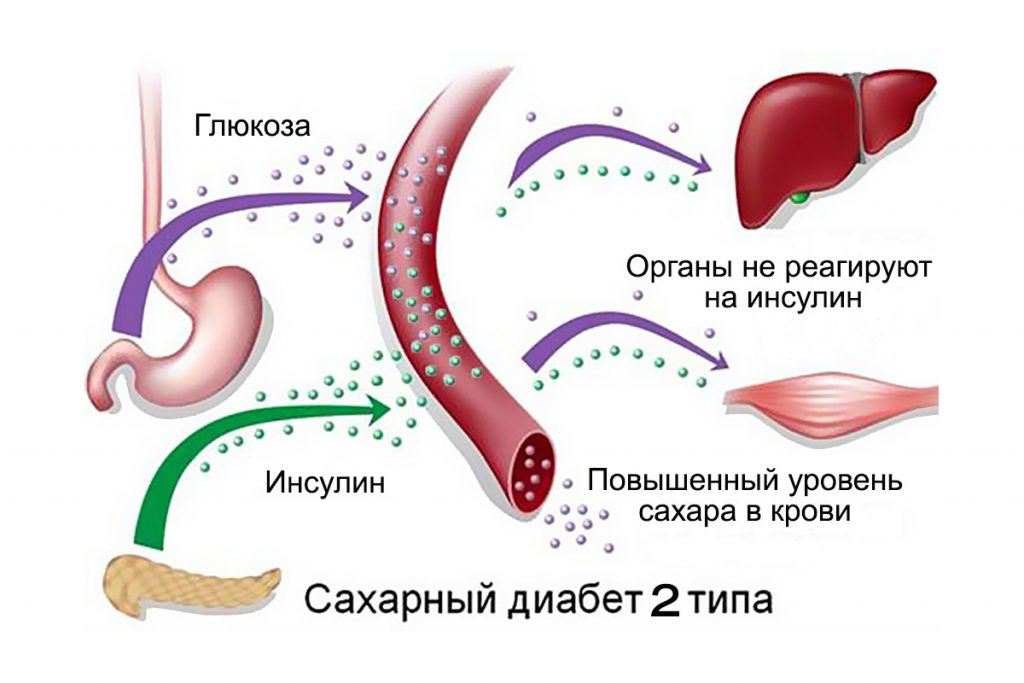 Глюкоза
Органы не реагируют
на инсулин
Инсулин
Повышенный уровень
сахара в крови
Сахарный диабет 2 типа